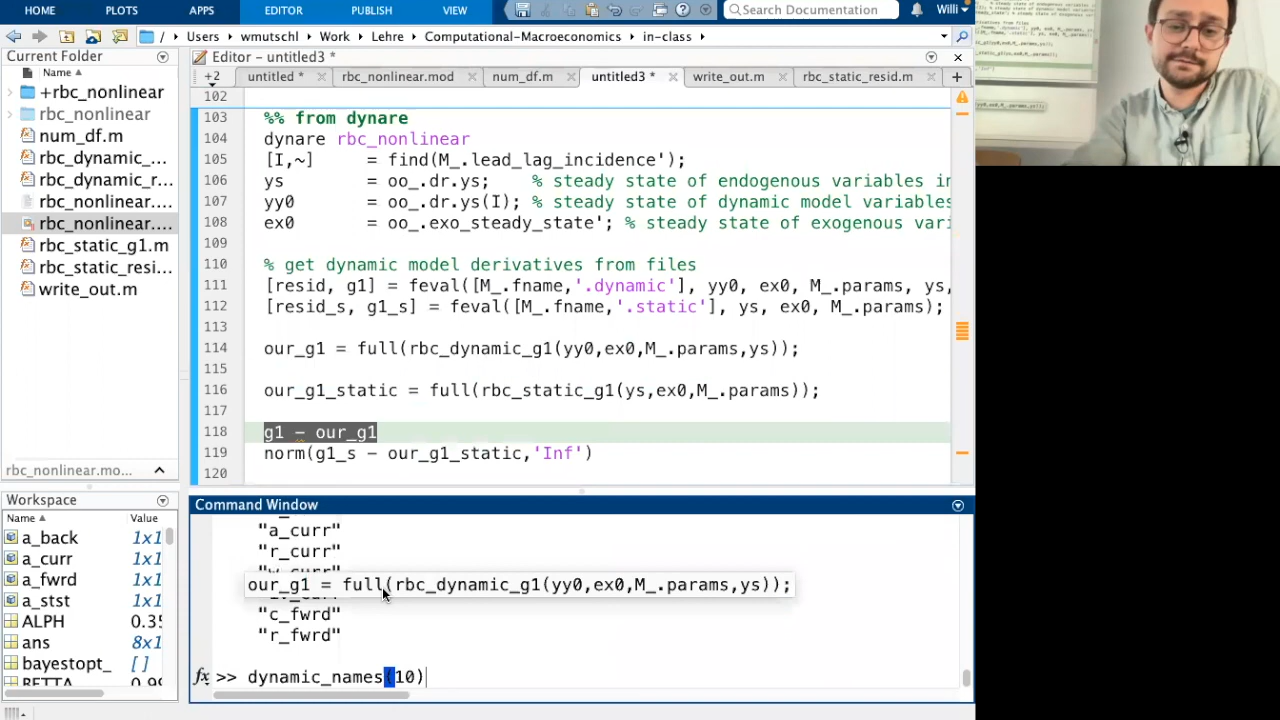 HOME PLOTS APPS EDITOR PUBLISH VIEW Search Documentation Willi
Users › wmus › › Lehre › Computational-Macroeconomics › in-class ›
Current Folder
Name ▲
+rbc_nonlinear
rbc_nonlinear
num_df.m
rbc_dynamic_...
rbc_dynamic_r...
rbc_nonlinear....
rbc_nonlinear....
rbc_static_g1.m
rbc_static_resi...
write_out.m
rbc_nonlinear.mo...
Workspace
Name ▲ Value
a_back 1x1
a_curr 1x1
a_fwrd 1x1
a_stst 1x1
ALPH 0.35
ans 8x1
bayestopt_ []
BETTA 0.99
Editor - untitled3 *
+2 rbc_nonlinear.mod num_df.m untitled3 * write_out.m rbc_static_resid.m +
102
103 %% from dynare
104 dynare rbc_nonlinear
105 [I,~] = find(M_.lead_lag_incidence');
106 ys = oo_.dr.ys; % steady state of endogenous variables in
107 yy0 = oo_.dr.ys(I); % steady state of dynamic model variables
108 ex0 = oo_.exo_steady_state'; % steady state of exogenous vari
109
110 % get dynamic model derivatives from files
111 [resid, g1] = feval([M_.fname,'.dynamic'], yy0, ex0, M_.params, ys,
112 [resid_s, g1_s] = feval([M_.fname,'.static'], ys, ex0, M_.params);
113
114 our_g1 = full(rbc_dynamic_g1(yy0,ex0,M_.params,ys));
115
116 our_g1_static = full(rbc_static_g1(ys,ex0,M_.params));
117
118 g1 - our_g1
119 norm(g1_s - our_g1_static,'Inf')
120
Command Window
"a_curr"
"r_curr"
our_g1 = full(rbc_dynamic_g1(yy0,ex0,M_.params,ys));
"c_fwrd"
"r_fwrd"
fx >> dynamic_names(10)